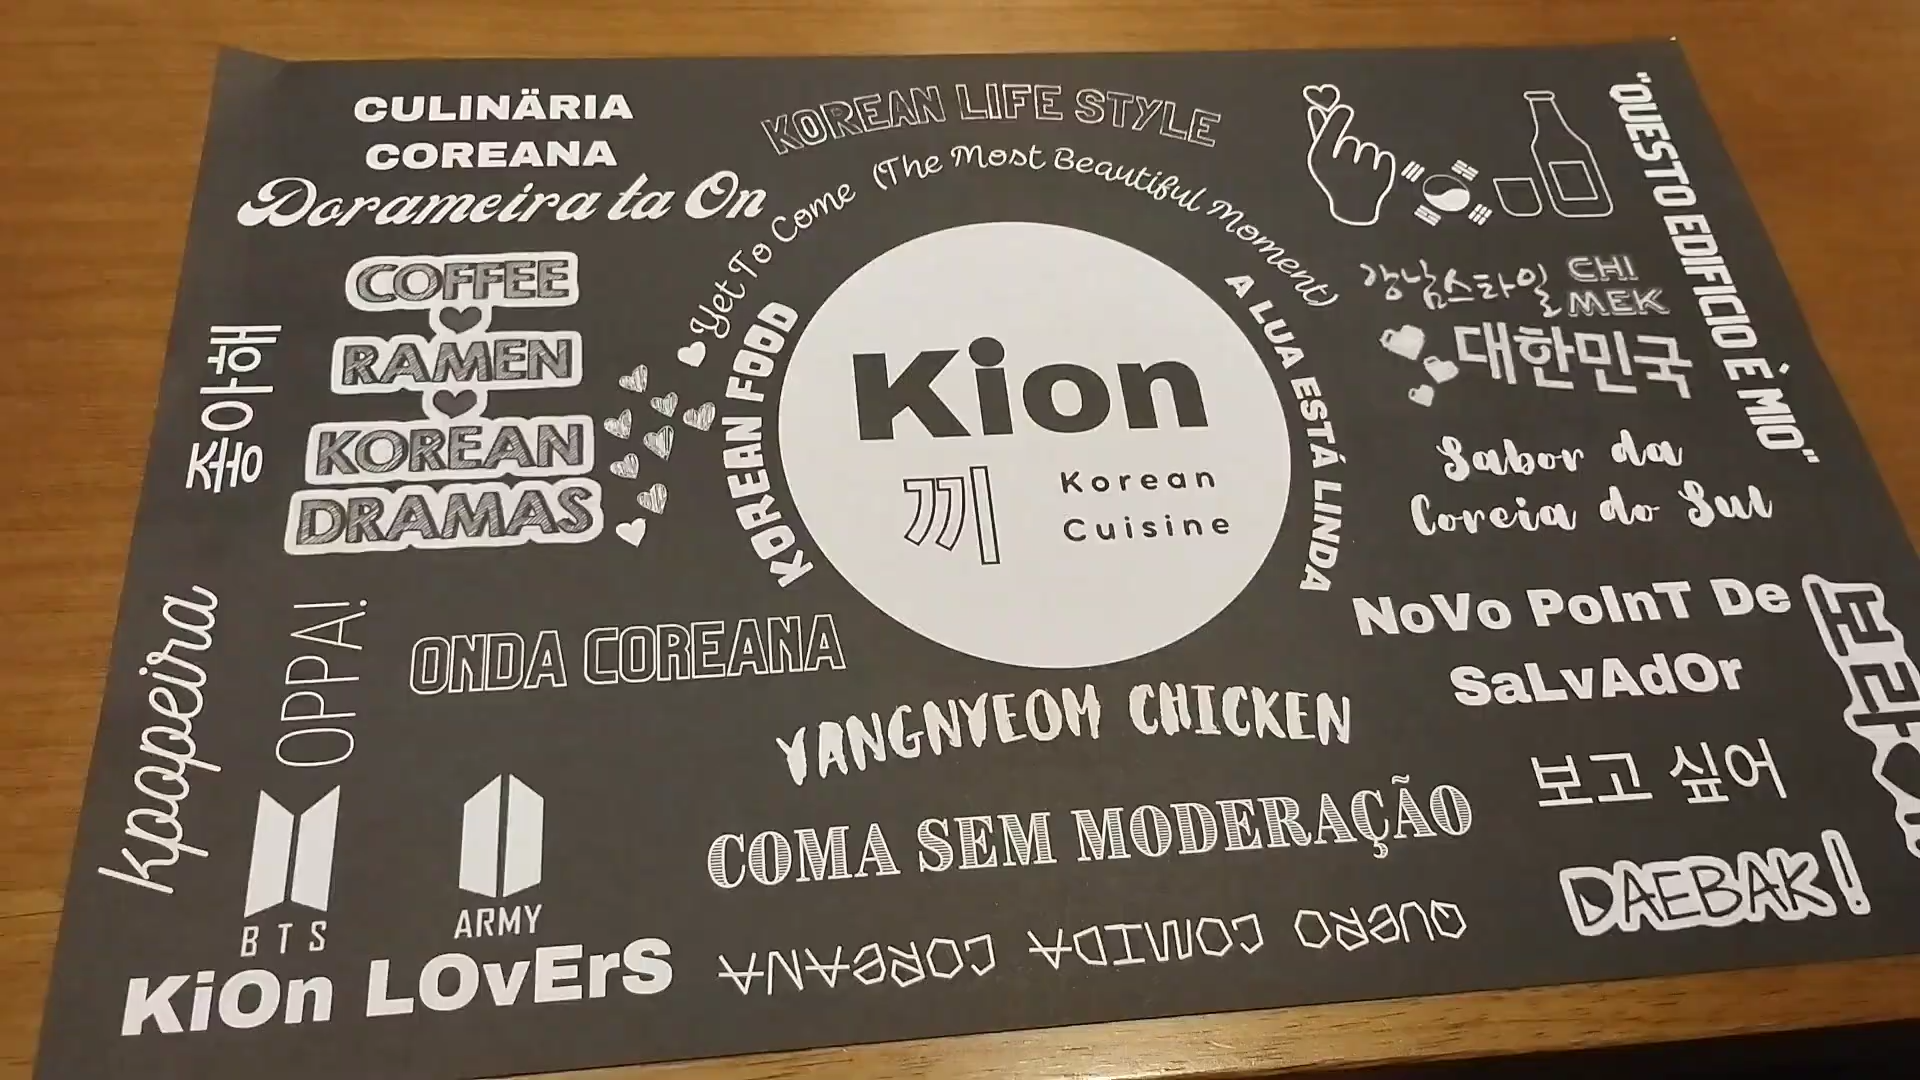 CULINÄRIA
COREANA
Dorameira ta On
COFFEE
RAMEN
KOREAN
DRAMAS
좋아해
kpopeira
OPPA!
BTS
ARMY
KiOn LOvErS
ONDA COREANA
KOREAN LIFE STYLE
Yet To Come (The Most Beautiful Moment)
KOREAN FOOD
A LUA ESTÁ LINDA
Kion
끼
Korean
Cuisine
YANGNYEOM CHICKEN
COMA SEM MODERAÇÃO
QUERO COMIDA COREANA
"QUESTO EDIFICIO È MIO"
강남스타일
CHI
MEK
대한민국
Sabor da
Coreia do Sul
NoVo PoInT De
SaLvAdOr
보고 싶어
DAEBAK!